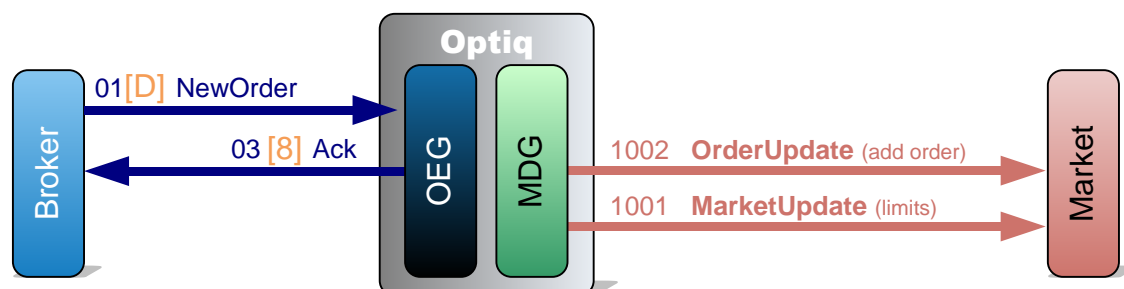 Optiq
Broker
01[D] NewOrder
03 [8] Ack
OEG
MDG
1002 OrderUpdate (add order)
1001 MarketUpdate (limits)
Market